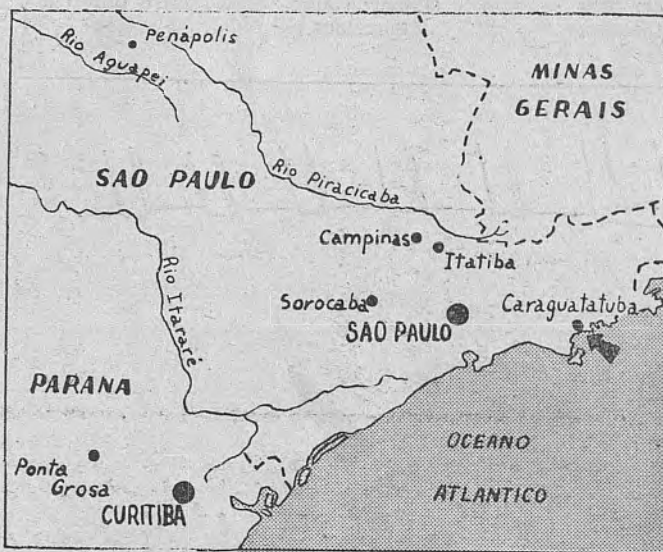 Penápolis
Rio Aguapei
MINAS
GERAIS
SAO PAULO
Rio Piracicaba
Campinas
Itatiba
Rio Itararé
Sorocaba
Caraguatatuba
SAO PAULO
PARANA
OCEANO
ATLANTICO
Ponta
Grosa
CURITIBA